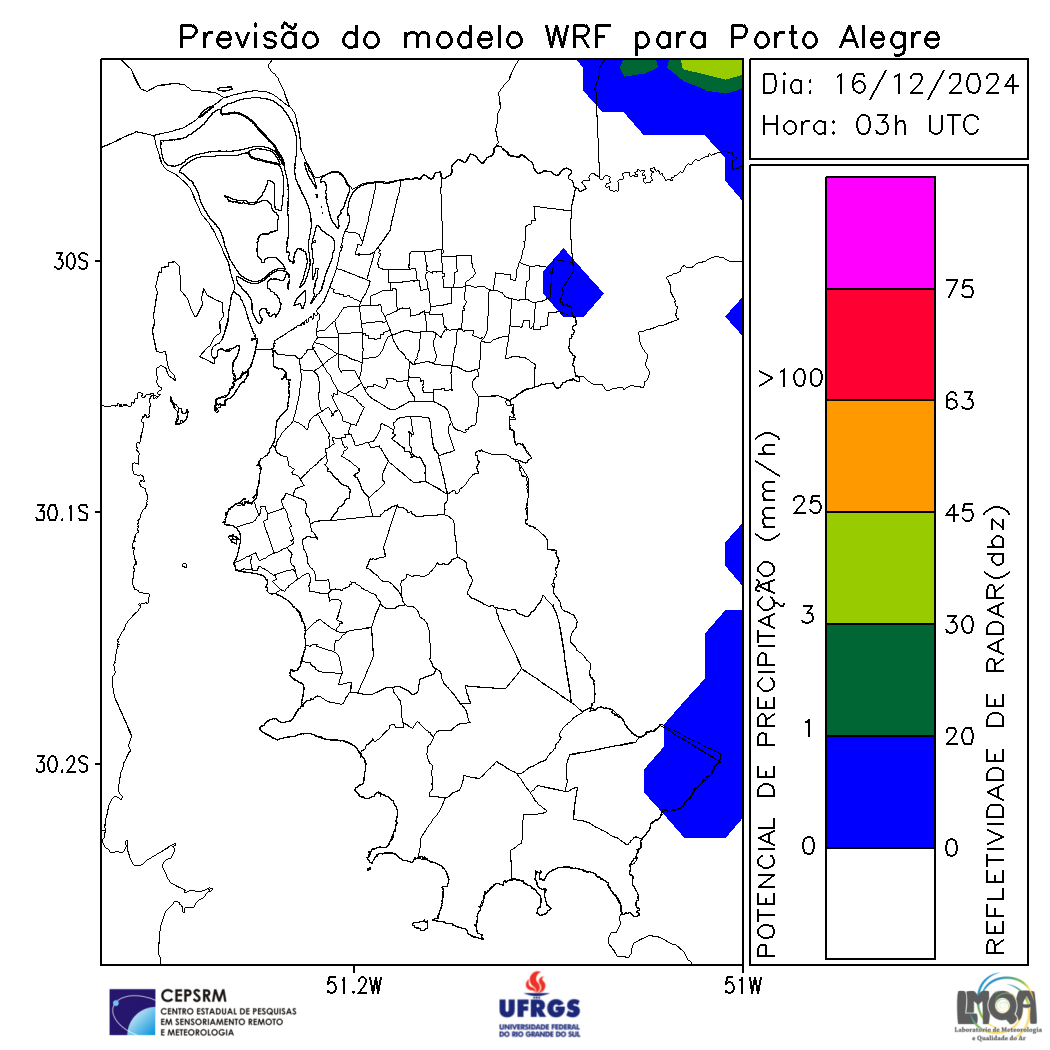 Previsão do modelo WRF para Porto Alegre
Dia: 16/12/2024
Hora: 03h UTC
30S
30.1S
30.2S
51.2W
51W
POTENCIAL DE PRECIPITAÇÃO (mm/h)
>100
25
3
1
0
75
63
45
30
20
0
REFLETIVIDADE DE RADAR(dbz)
CEPSRM
CENTRO ESTADUAL DE PESQUISAS
EM SENSORIAMENTO REMOTO
E METEOROLOGIA
UFRGS
UNIVERSIDADE FEDERAL
DO RIO GRANDE DO SUL
LMQA
Laboratório de Meteorologia
e Qualidade do Ar